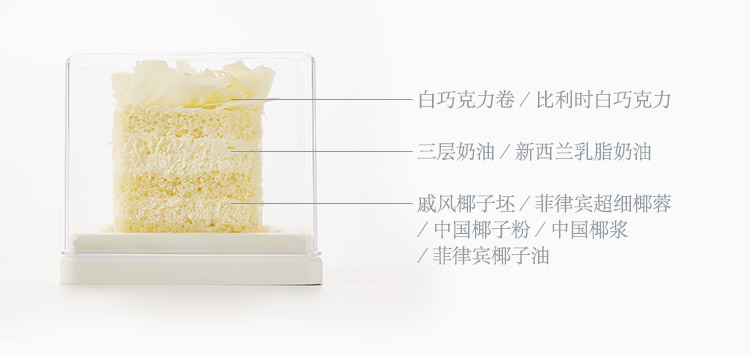 白巧克力卷 / 比利时白巧克力
三层奶油 / 新西兰乳脂奶油
戚风椰子坯 / 菲律宾超细椰蓉
/ 中国椰子粉 / 中国椰浆
/ 菲律宾椰子油